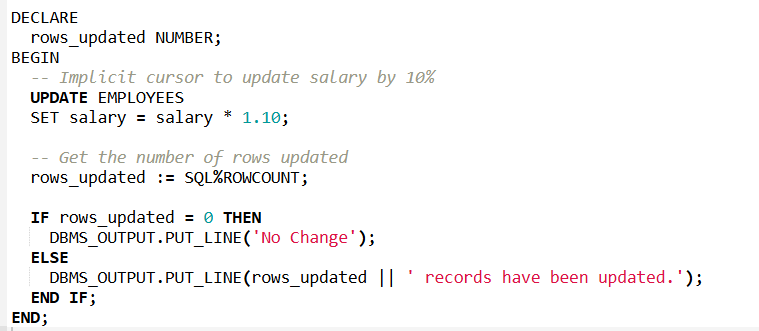 DECLARE
  rows_updated NUMBER;
BEGIN
  -- Implicit cursor to update salary by 10%
  UPDATE EMPLOYEES
  SET salary = salary * 1.10;

  -- Get the number of rows updated
  rows_updated := SQL%ROWCOUNT;

  IF rows_updated = 0 THEN
    DBMS_OUTPUT.PUT_LINE('No Change');
  ELSE
    DBMS_OUTPUT.PUT_LINE(rows_updated || ' records have been updated.');
  END IF;
END;